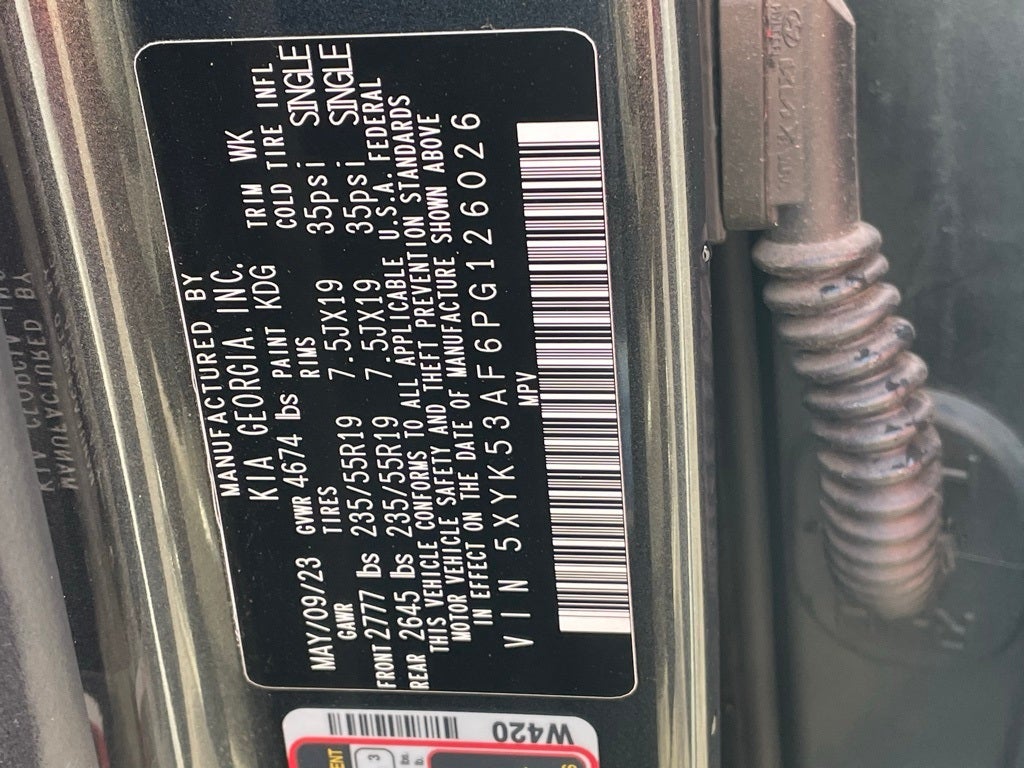 MANUFACTURED BY
KIA GEORGIA. INC.
MAY/09/23 GVWR 4674 lbs PAINT KDG TRIM WK
GAWR TIRES RIMS COLD TIRE INFL
FRONT 2777 lbs 235/55R19 7.5JX19 35psi SINGLE
REAR 2645 lbs 235/55R19 7.5JX19 35psi SINGLE
THIS VEHICLE CONFORMS TO ALL APPLICABLE U.S.A. FEDERAL
MOTOR VEHICLE SAFETY AND THEFT PREVENTION STANDARDS
IN EFFECT ON THE DATE OF MANUFACTURE SHOWN ABOVE
VIN 5XYK53AF6PG126026
MPV
W420
3